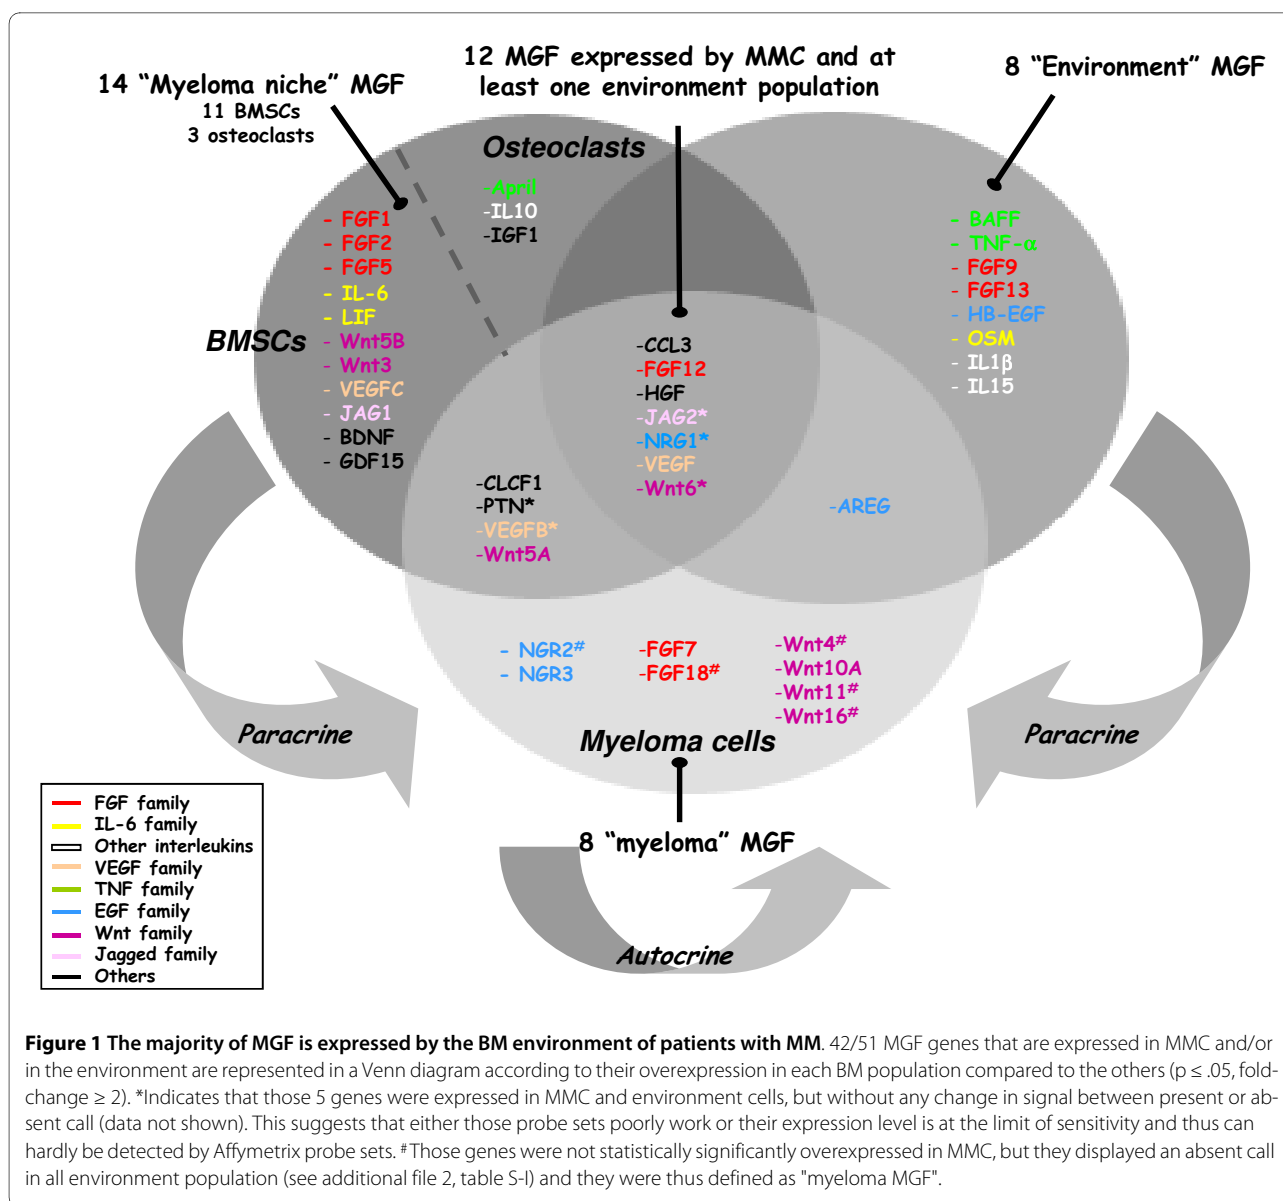 14 “Myeloma niche” MGF
11 BMSCs
3 osteoclasts
12 MGF expressed by MMC and at
least one environment population
8 “Environment” MGF
Osteoclasts
-April
-IL10
-IGF1
BMSCs
- FGF1
- FGF2
- FGF5
- IL-6
- LIF
- Wnt5B
- Wnt3
- VEGFC
- JAG1
- BDNF
- GDF15
- BAFF
- TNF-α
- FGF9
- FGF13
- HB-EGF
- OSM
- IL1β
- IL15
-CCL3
-FGF12
-HGF
-JAG2*
-NRG1*
-VEGF
-Wnt6*
-CLCF1
-PTN*
-VEGFB*
-Wnt5A
-AREG
- NGR2#
- NGR3
-FGF7
-FGF18#
-Wnt4#
-Wnt10A
-Wnt11#
-Wnt16#
Myeloma cells
Paracrine
Paracrine
8 “myeloma” MGF
Autocrine
FGF family
IL-6 family
Other interleukins
VEGF family
TNF family
EGF family
Wnt family
Jagged family
Others
Figure 1 The majority of MGF is expressed by the BM environment of patients with MM. 42/51 MGF genes that are expressed in MMC and/or
in the environment are represented in a Venn diagram according to their overexpression in each BM population compared to the others (p ≤ .05, fold-
change ≥ 2). *Indicates that those 5 genes were expressed in MMC and environment cells, but without any change in signal between present or ab-
sent call (data not shown). This suggests that either those probe sets poorly work or their expression level is at the limit of sensitivity and thus can
hardly be detected by Affymetrix probe sets. #Those genes were not statistically significantly overexpressed in MMC, but they displayed an absent call
in all environment population (see additional file 2, table S-I) and they were thus defined as "myeloma MGF".